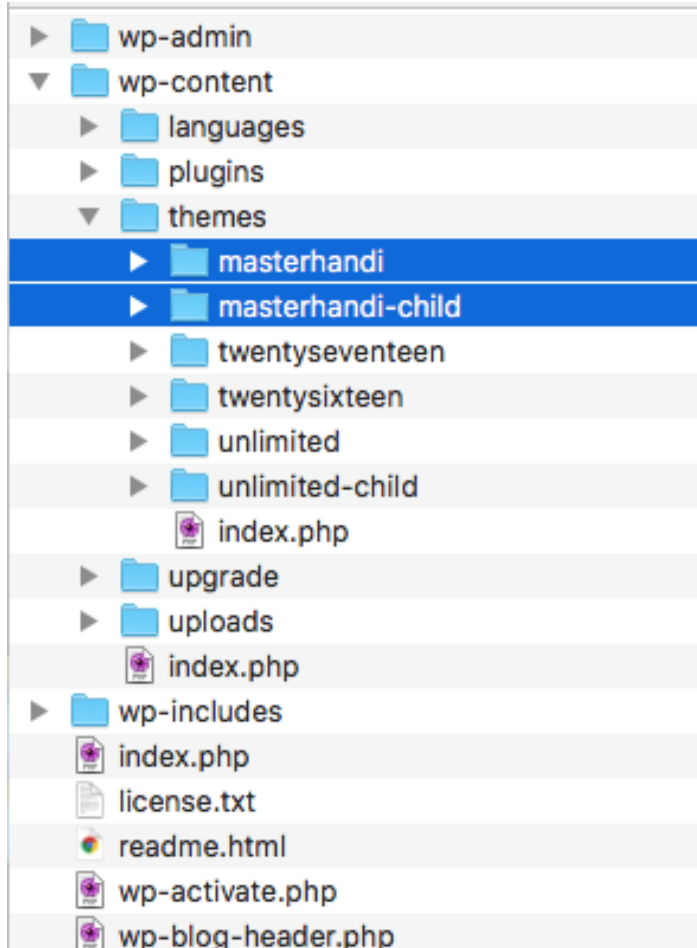 wp-admin
wp-content
languages
plugins
themes
masterhandi
masterhandi-child
twentyseventeen
twentysixteen
unlimited
unlimited-child
index.php
upgrade
uploads
index.php
wp-includes
index.php
license.txt
readme.html
wp-activate.php
wp-blog-header.php